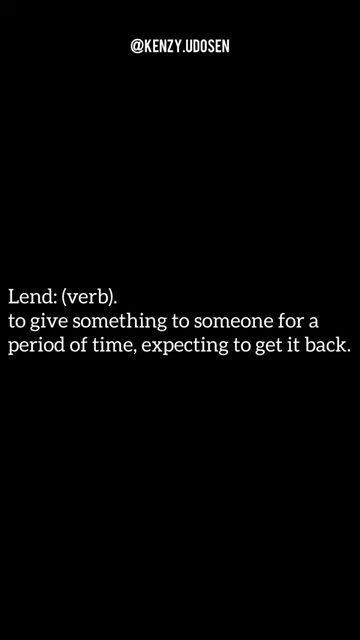 @KENZY.UDOSEN
Lend: (verb).
to give something to someone for a
period of time, expecting to get it back.